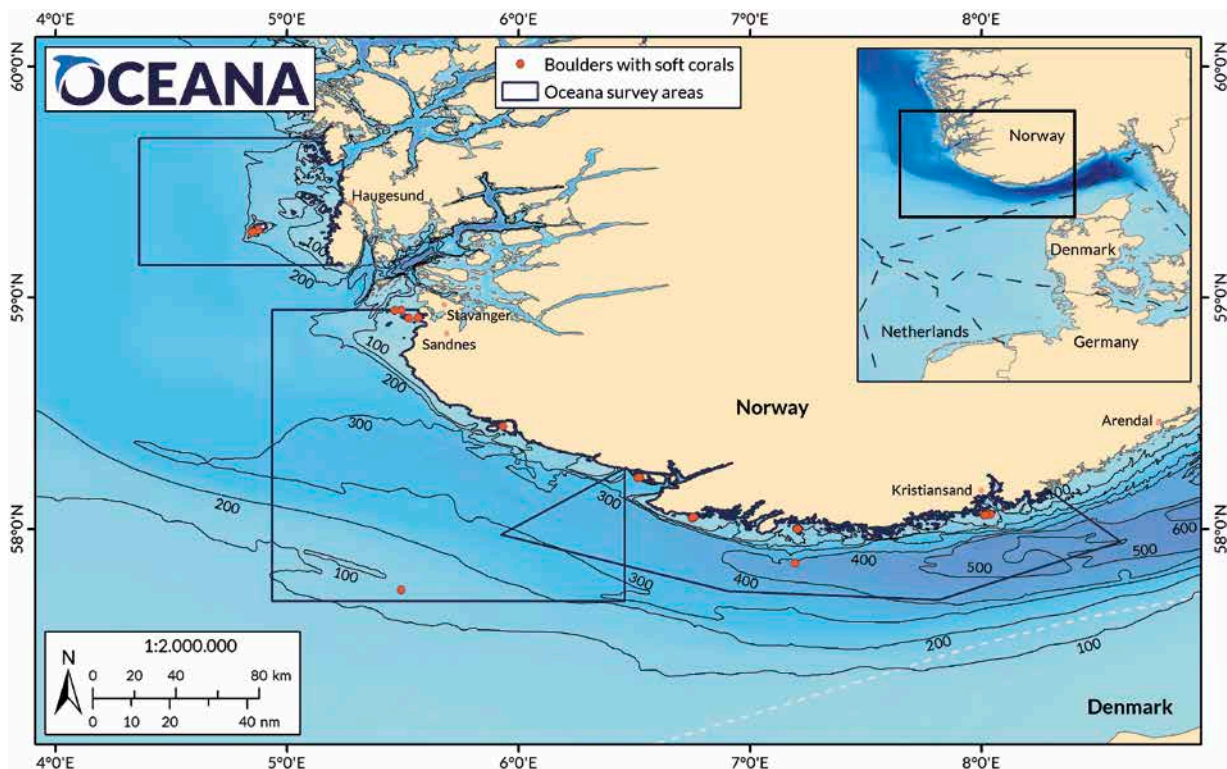 4°0'E 5°0'E 6°0'E 7°0'E 8°0'E
60°0'N
60°0'N
OCEANA
Boulders with soft corals
Oceana survey areas
Norway
Denmark
Netherlands
Germany
Haugesund
100
200
59°0'N
59°0'N
Stavanger
100
Sandnes
200
Norway
300
Arendal
Kristiansand
300
100
200
58°0'N
58°0'N
600
400
500
100
300
400
500
200
100
1:2.000.000
N
0 20 40 80 km
0 10 20 40 nm
Denmark
4°0'E 5°0'E 6°0'E 7°0'E 8°0'E